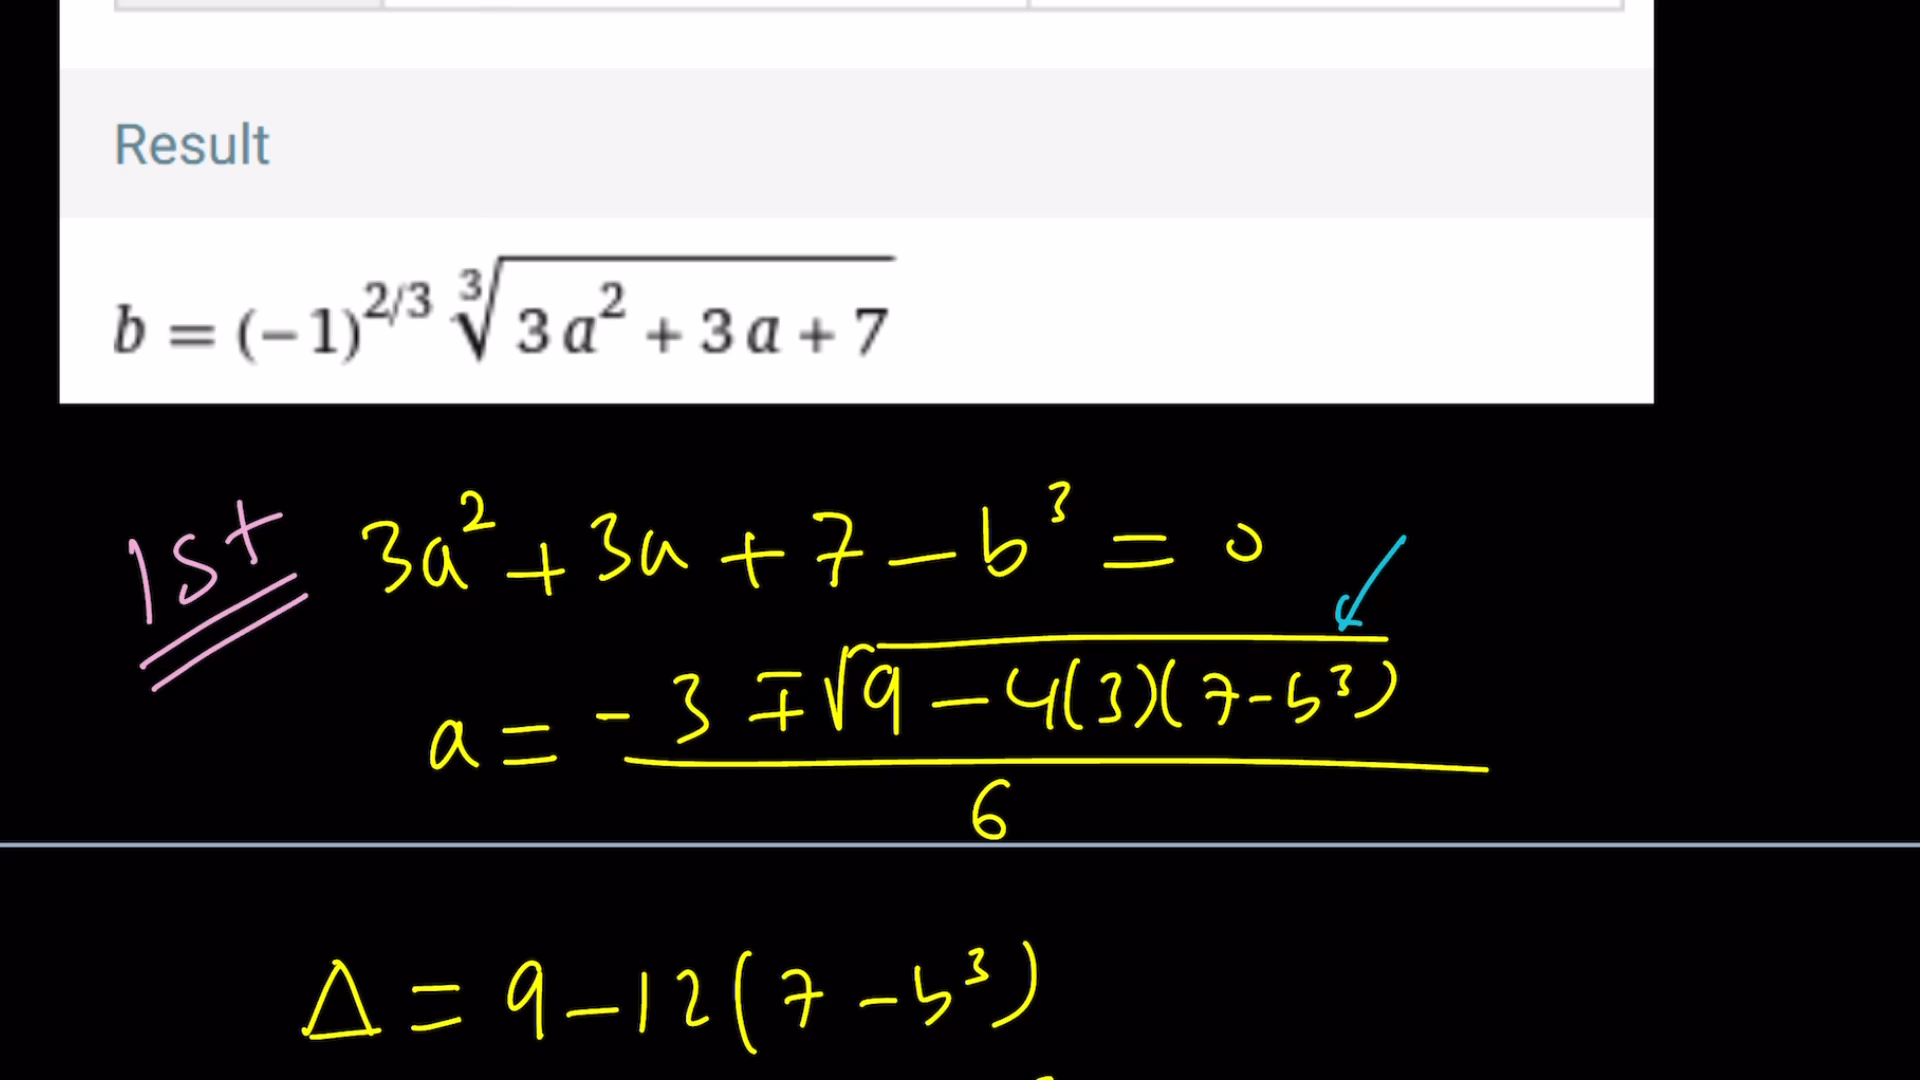 Result
b = (−1)^{2/3} ∛(3a² + 3a + 7)
1st 3a² + 3a + 7 − b³ = 0
a = (−3 ∓ √(9 − 4(3)(7−b³))) / 6
Δ = 9 − 12(7 − b³)